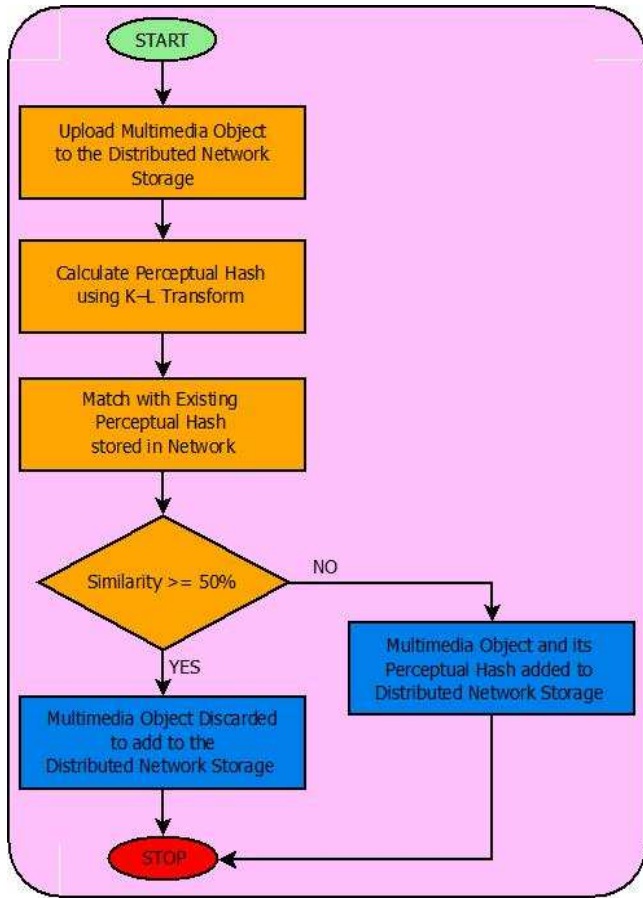 START
Upload Multimedia Object
to the Distributed Network
Storage
Calculate Perceptual Hash
using K–L Transform
Match with Existing
Perceptual Hash
stored in Network
Similarity >= 50%
NO
YES
Multimedia Object and its
Perceptual Hash added to
Distributed Network Storage
Multimedia Object Discarded
to add to the
Distributed Network Storage
STOP